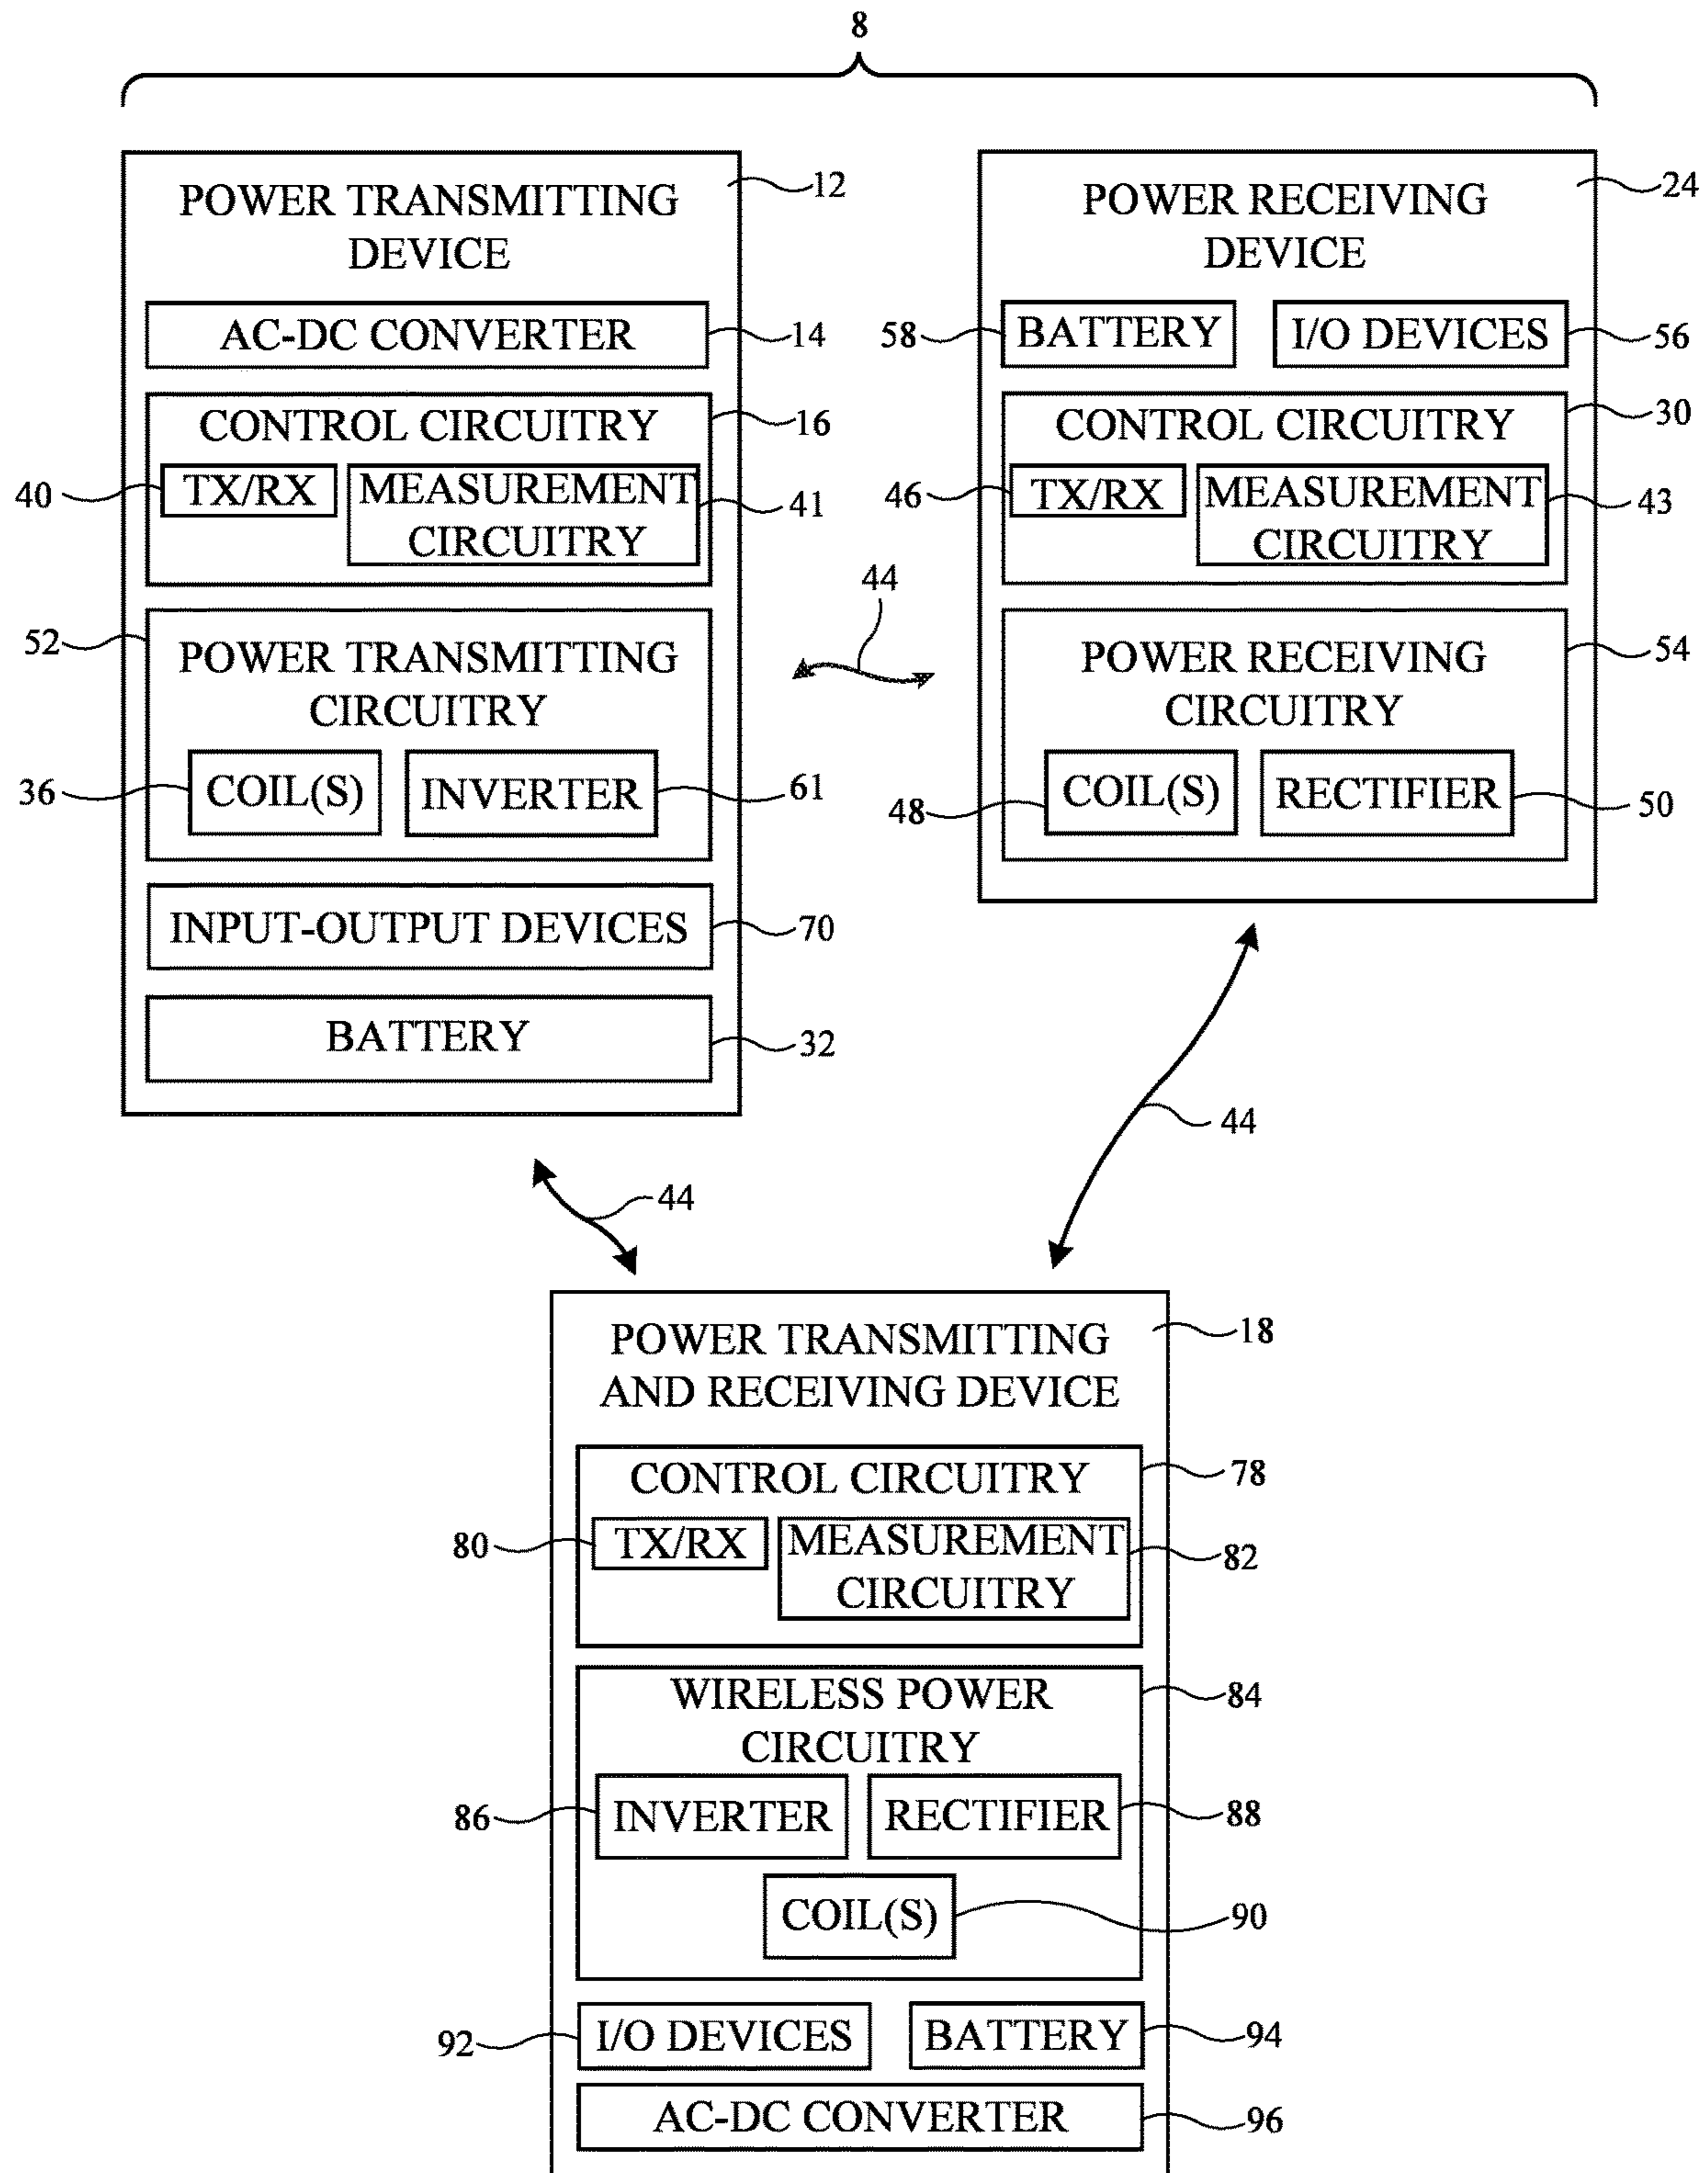 8
POWER TRANSMITTING
DEVICE
12
AC-DC CONVERTER
14
CONTROL CIRCUITRY
16
40
TX/RX
MEASUREMENT
CIRCUITRY
41
52
POWER TRANSMITTING
CIRCUITRY
36
COIL(S)
INVERTER
61
INPUT-OUTPUT DEVICES
70
BATTERY
32
44
POWER RECEIVING
DEVICE
24
58
BATTERY
I/O DEVICES
56
CONTROL CIRCUITRY
30
46
TX/RX
MEASUREMENT
CIRCUITRY
43
POWER RECEIVING
CIRCUITRY
54
48
COIL(S)
RECTIFIER
50
44
44
POWER TRANSMITTING
AND RECEIVING DEVICE
18
CONTROL CIRCUITRY
78
80
TX/RX
MEASUREMENT
CIRCUITRY
82
WIRELESS POWER
CIRCUITRY
84
86
INVERTER
RECTIFIER
88
COIL(S)
90
92
I/O DEVICES
BATTERY
94
AC-DC CONVERTER
96